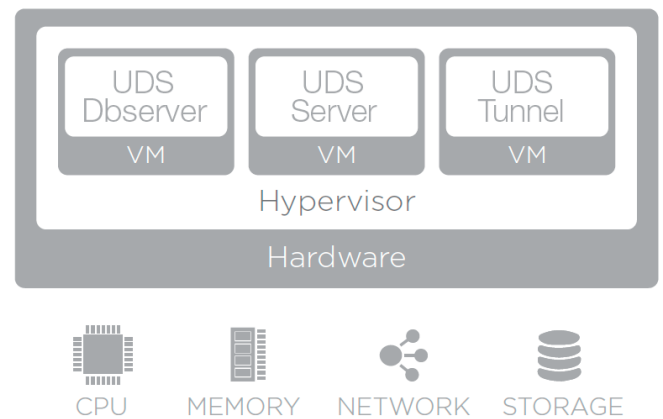 UDS
Dbserver
VM
UDS
Server
VM
UDS
Tunnel
VM
Hypervisor
Hardware
CPU
MEMORY
NETWORK
STORAGE